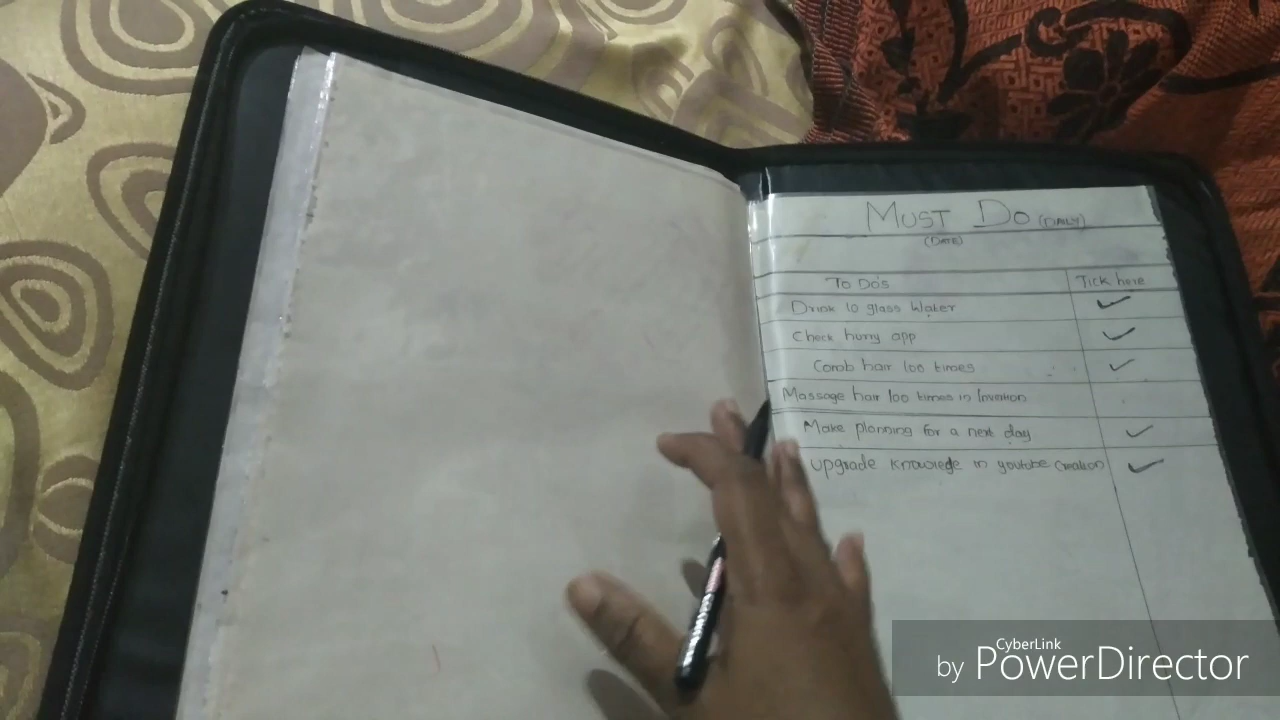 MUST DO (DAILY)
(DATE)
To Do's Tick here
Drink 10 glass Water
Check hurry app
Comb hair 100 times
Massage hair 100 times in
Make planning for a next day
upgrade knowledge in youtube creation
CyberLink
by PowerDirector